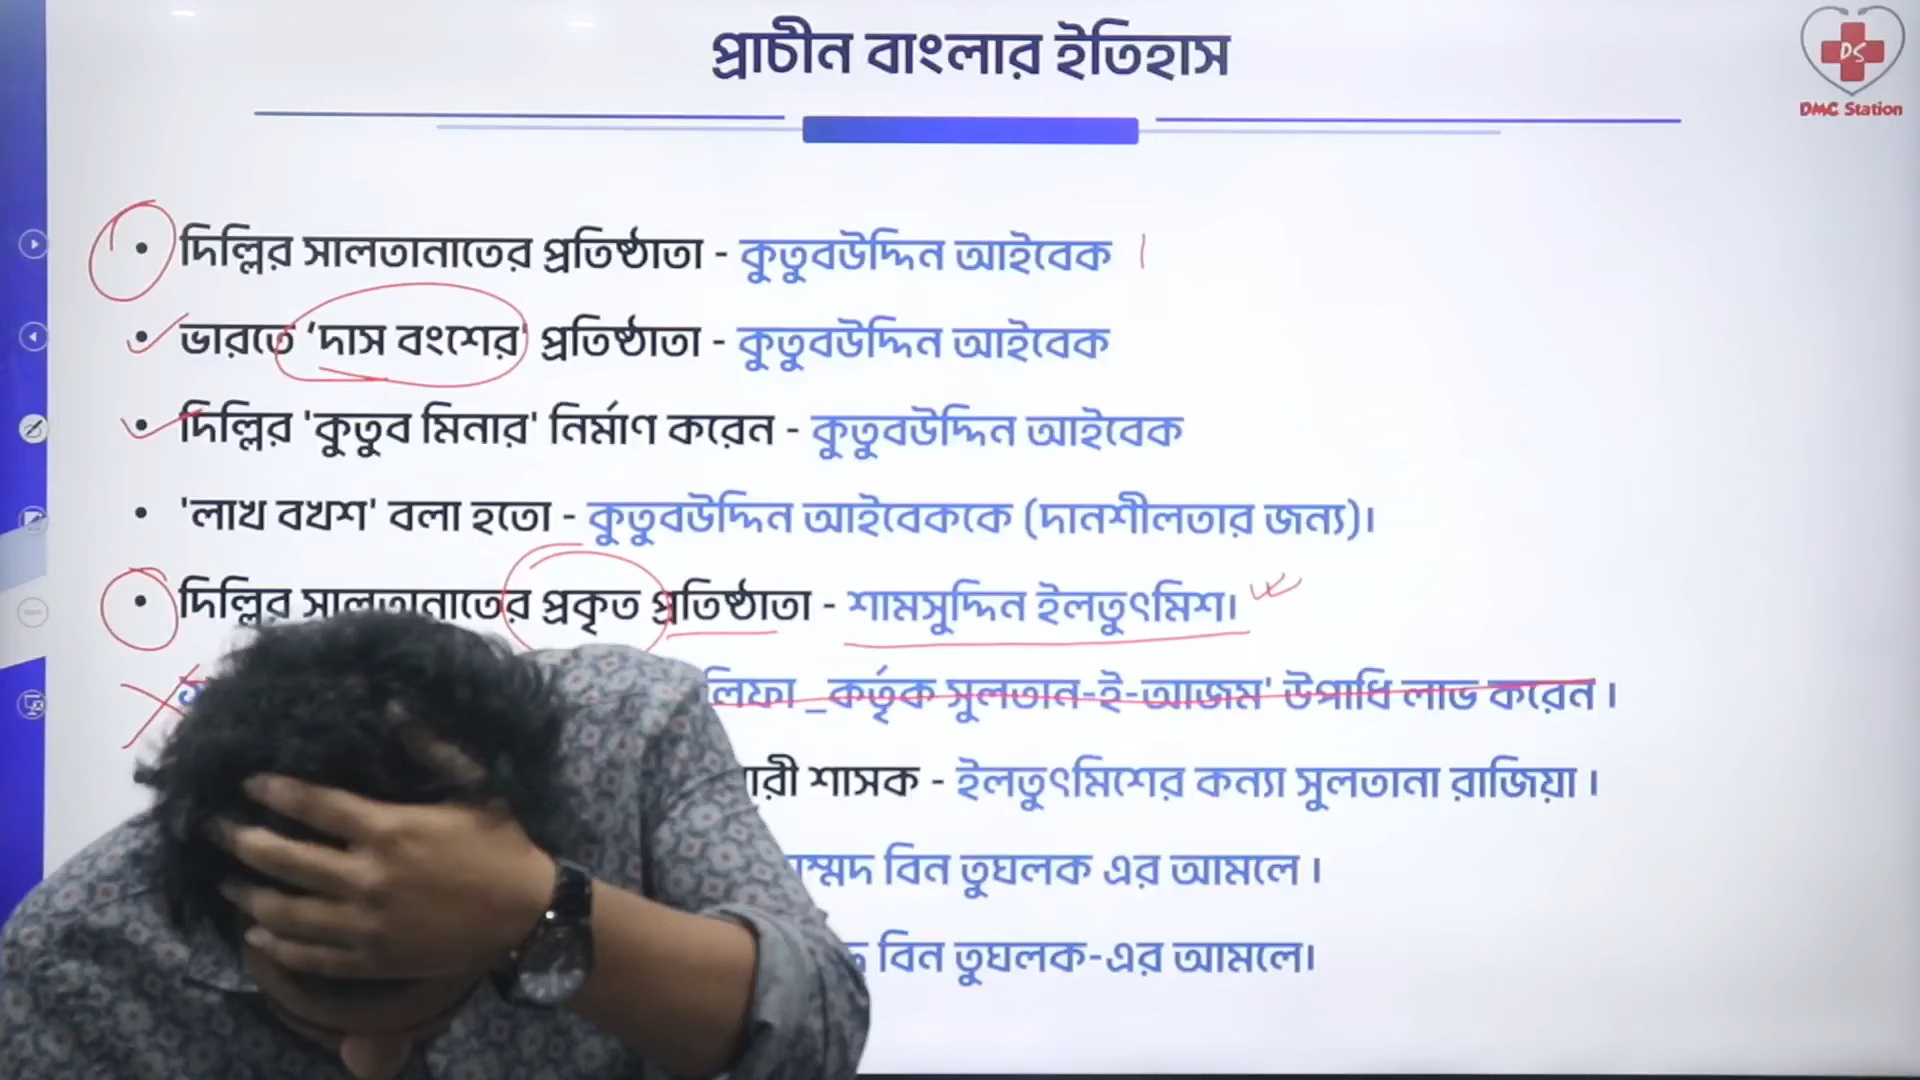 প্রাচীন বাংলার ইতিহাস
DS
DMC Station
• দিল্লির সালতানাতের প্রতিষ্ঠাতা - কুতুবউদ্দিন আইবেক ।
• ভারতে 'দাস বংশের' প্রতিষ্ঠাতা - কুতুবউদ্দিন আইবেক
• দিল্লির 'কুতুব মিনার' নির্মাণ করেন - কুতুবউদ্দিন আইবেক
• 'লাখ বখশ' বলা হতো - কুতুবউদ্দিন আইবেককে (দানশীলতার জন্য)।
• দিল্লির সালতানাতের প্রকৃত প্রতিষ্ঠাতা - শামসুদ্দিন ইলতুৎমিশ।
_কর্তৃক সুলতান-ই-আজম' উপাধি লাভ করেন ।
শাসক - ইলতুৎমিশের কন্যা সুলতানা রাজিয়া ।
বিন তুঘলক এর আমলে ।
বিন তুঘলক-এর আমলে।